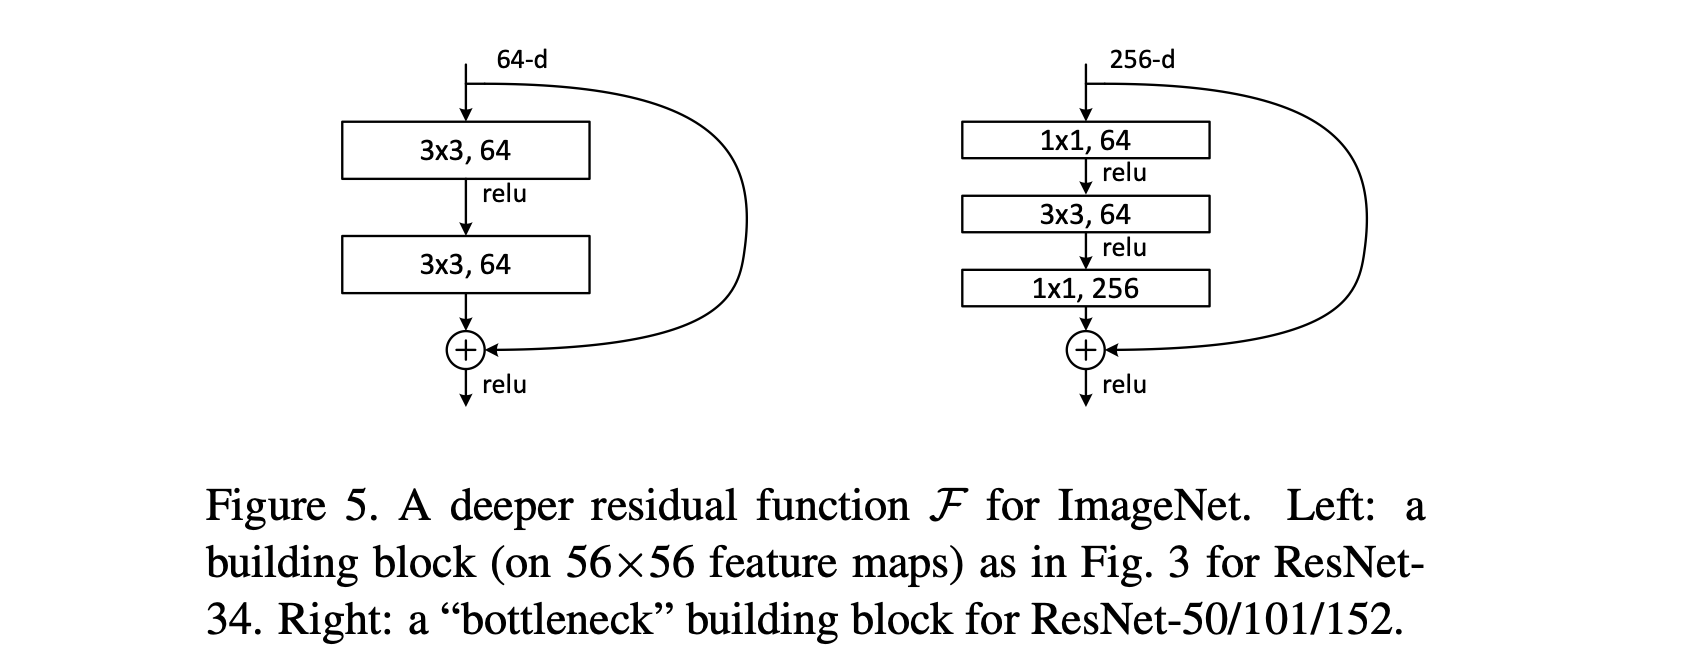 64-d
3x3, 64
relu
3x3, 64
relu
256-d
1x1, 64
relu
3x3, 64
relu
1x1, 256
relu
Figure 5. A deeper residual function ℱ for ImageNet. Left: a
building block (on 56×56 feature maps) as in Fig. 3 for ResNet-
34. Right: a “bottleneck” building block for ResNet-50/101/152.